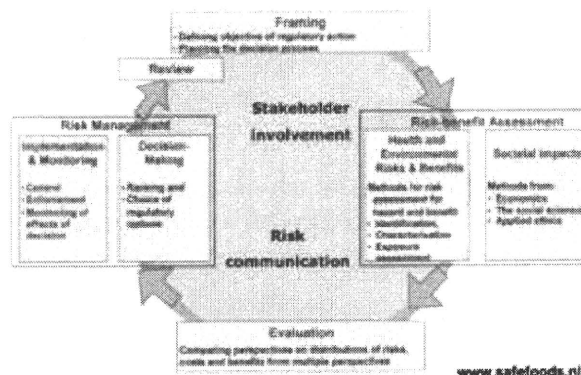 Framing
- Defining objective of regulatory action
- Planning the decision process
Review
Stakeholder
involvement
Risk Management
Implementation
& Monitoring
• Control
• Enforcement
• Monitoring of
effects of
decision
Decision-
Making
• Ranking and
• Choice of
regulatory
options
Risk-benefit Assessment
Health and
Environmental
Risks & Benefits
Methods for risk
assessment for
hazard and benefit
• Identification,
• Characterisation
• Exposure
assessment
Societal impacts
Methods from:
• Economics
• The social sciences
• Applied ethics
Risk
communication
Evaluation
Comparing perspectives on distributions of risks,
costs and benefits from multiple perspectives
www.safefoods.nl